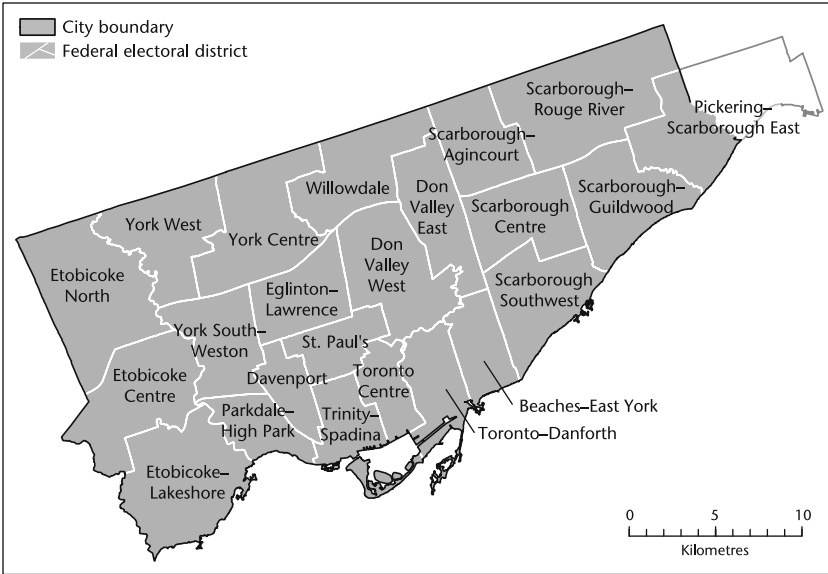 City boundary
Federal electoral district
Scarborough–
Rouge River
Pickering–
Scarborough East
Scarborough–
Agincourt
Willowdale
Don
Valley
East
Scarborough–
Guildwood
Scarborough
Centre
York West
York Centre
Don
Valley
West
Etobicoke
North
Scarborough
Southwest
Eglinton–
Lawrence
York South–
Weston
St. Paul's
Etobicoke
Centre
Davenport
Toronto
Centre
Parkdale–
High Park
Trinity–
Spadina
Beaches–East York
Toronto–Danforth
Etobicoke–
Lakeshore
0 5 10
Kilometres